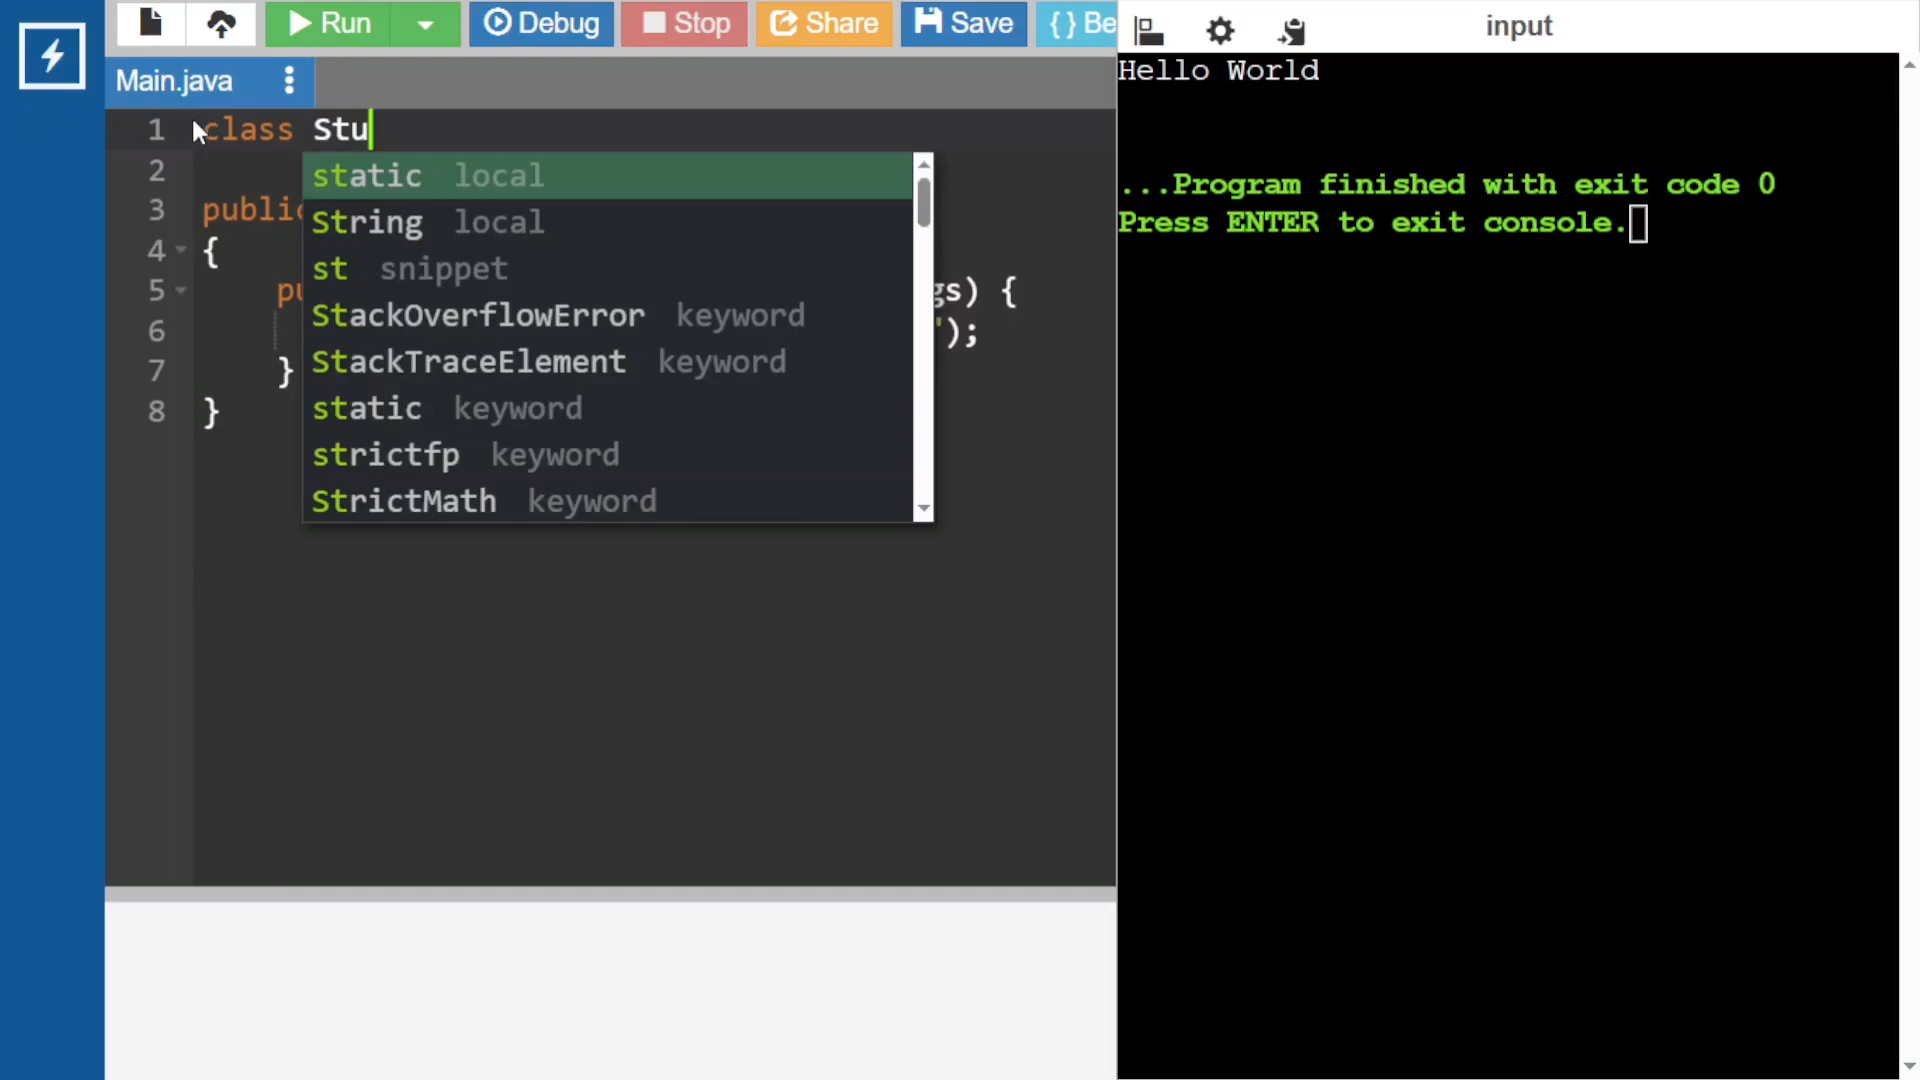 Run Debug Stop Share Save { } Be
input
Main.java
1 class Stu
2
3 public
4 {
5 pu gs) {
6 ');
7 }
8 }
static local
String local
st snippet
StackOverflowError keyword
StackTraceElement keyword
static keyword
strictfp keyword
StrictMath keyword
Hello World
...Program finished with exit code 0
Press ENTER to exit console.